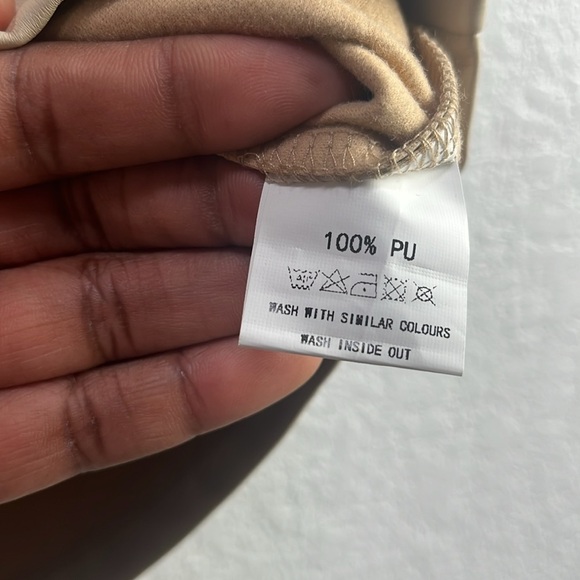 100% PU
WASH WITH SIMILAR COLOURS
WASH INSIDE OUT